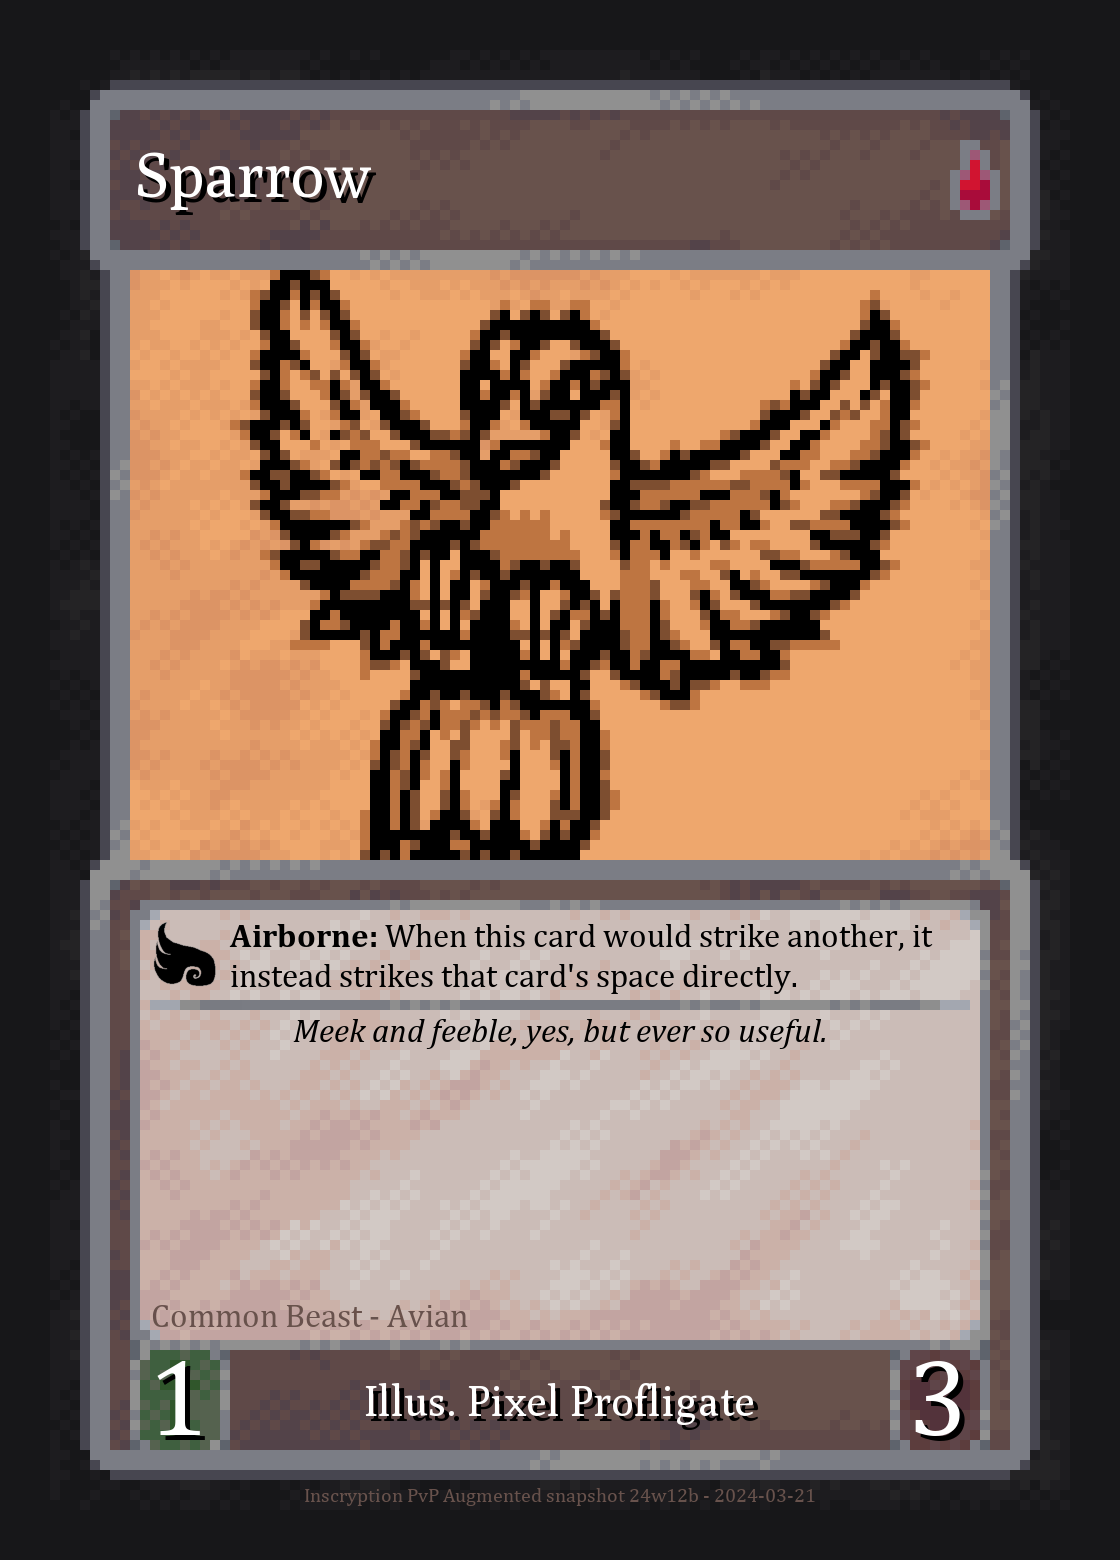 Sparrow
Airborne: When this card would strike another, it
instead strikes that card's space directly.
Meek and feeble, yes, but ever so useful.
Common Beast - Avian
1
Illus. Pixel Profligate
3
Inscryption PvP Augmented snapshot 24w12b - 2024-03-21